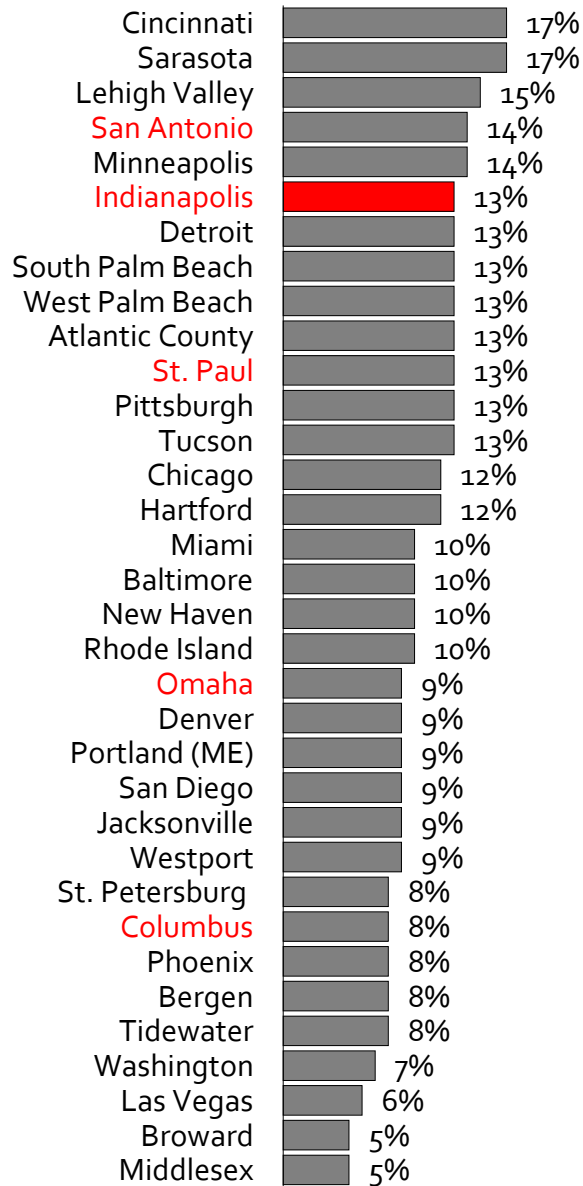 Cincinnati 17%
Sarasota 17%
Lehigh Valley 15%
San Antonio 14%
Minneapolis 14%
Indianapolis 13%
Detroit 13%
South Palm Beach 13%
West Palm Beach 13%
Atlantic County 13%
St. Paul 13%
Pittsburgh 13%
Tucson 13%
Chicago 12%
Hartford 12%
Miami 10%
Baltimore 10%
New Haven 10%
Rhode Island 10%
Omaha 9%
Denver 9%
Portland (ME) 9%
San Diego 9%
Jacksonville 9%
Westport 9%
St. Petersburg 8%
Columbus 8%
Phoenix 8%
Bergen 8%
Tidewater 8%
Washington 7%
Las Vegas 6%
Broward 5%
Middlesex 5%